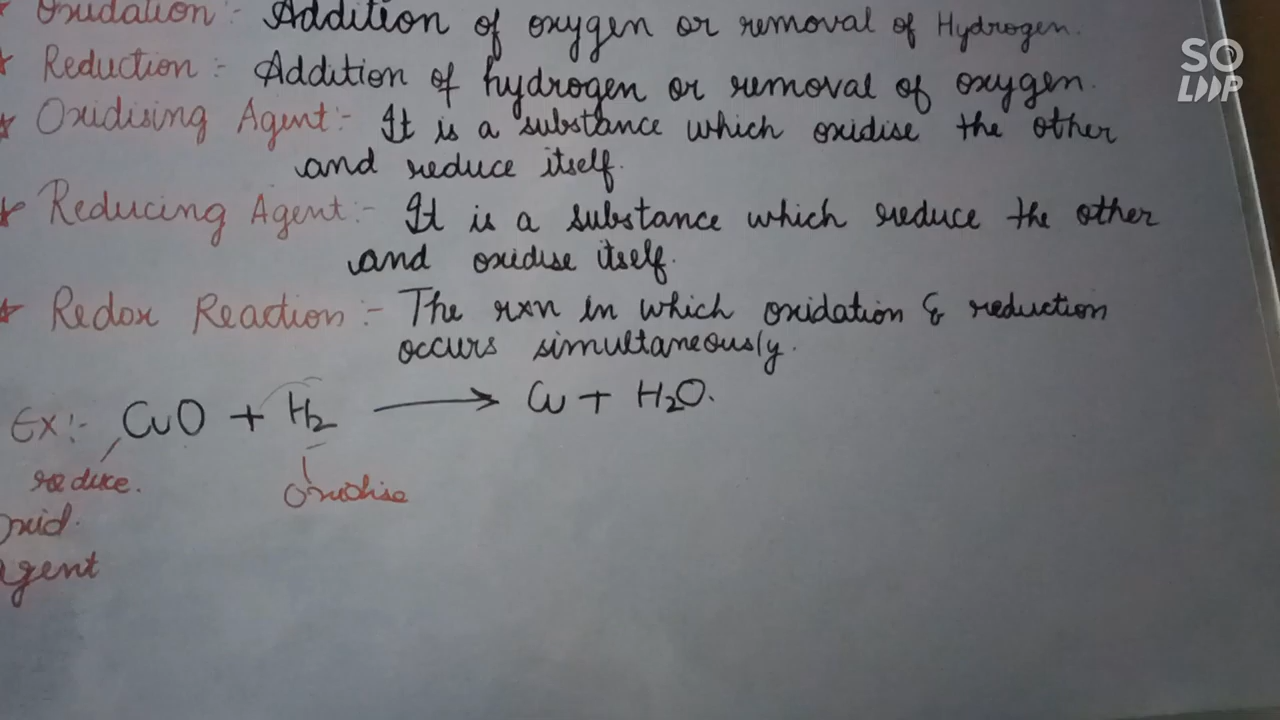 Oxidation :- Addition of oxygen or removal of Hydrogen.
Reduction :- Addition of hydrogen or removal of oxygen.
Oxidising Agent:- It is a substance which oxidise the other
and reduce itself.
Reducing Agent:- It is a substance which reduce the other
and oxidise itself.
Redox Reaction:- The rxn in which oxidation & reduction
occurs simultaneously.
Ex:- CuO + H₂ → Cu + H₂O.
reduce. Oxidise
Oxid.
Agent
SO
LOOP